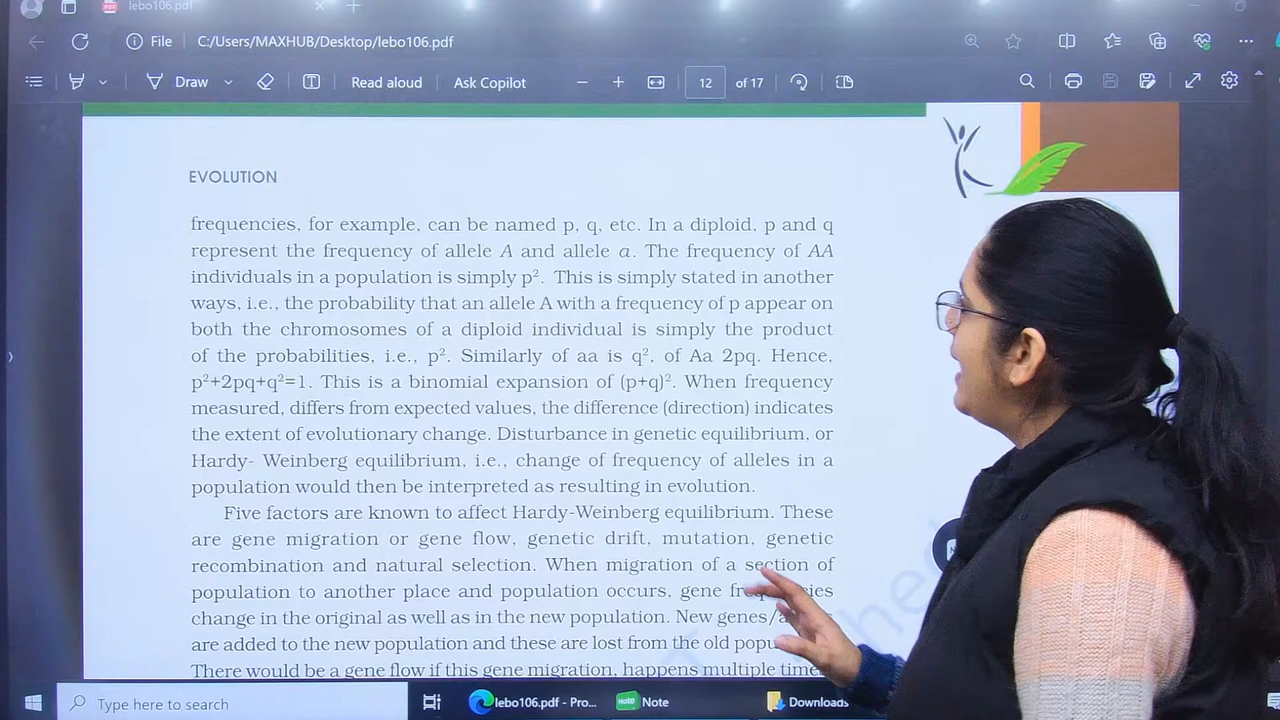 lebo106.pdf
File C:/Users/MAXHUB/Desktop/lebo106.pdf
Draw Read aloud Ask Copilot 12 of 17
EVOLUTION
frequencies, for example, can be named p, q, etc. In a diploid, p and q
represent the frequency of allele A and allele a. The frequency of AA
individuals in a population is simply p². This is simply stated in another
ways, i.e., the probability that an allele A with a frequency of p appear on
both the chromosomes of a diploid individual is simply the product
of the probabilities, i.e., p². Similarly of aa is q², of Aa 2pq. Hence,
p²+2pq+q²=1. This is a binomial expansion of (p+q)². When frequency
measured, differs from expected values, the difference (direction) indicates
the extent of evolutionary change. Disturbance in genetic equilibrium, or
Hardy- Weinberg equilibrium, i.e., change of frequency of alleles in a
population would then be interpreted as resulting in evolution.
Five factors are known to affect Hardy-Weinberg equilibrium. These
are gene migration or gene flow, genetic drift, mutation, genetic
recombination and natural selection. When migration of a section of
population to another place and population occurs, gene
change in the original as well as in the new population. New
are added to the new population and these are lost from the old
There would be a gene flow if this gene migration, happens multiple
Type here to search lebo106.pdf - Pro... note Note Downloads